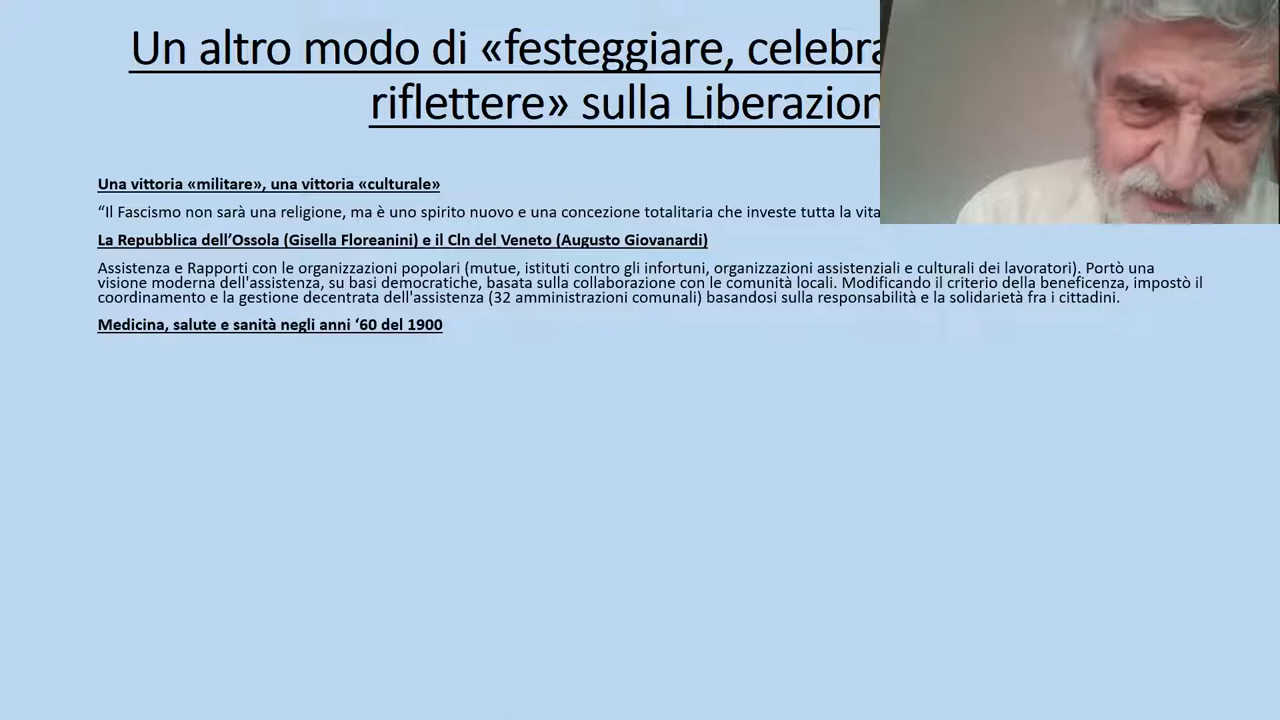 Un altro modo di «festeggiare,
riflettere» sulla
Una vittoria «militare», una vittoria «culturale»
“Il Fascismo non sarà una religione, ma è uno spirito nuovo e una concezione totalitaria che investe tutta la vita
La Repubblica dell’Ossola (Gisella Floreanini) e il Cln del Veneto (Augusto Giovanardi)
Assistenza e Rapporti con le organizzazioni popolari (mutue, istituti contro gli infortuni, organizzazioni assistenziali e culturali dei lavoratori). Portò una
visione moderna dell'assistenza, su basi democratiche, basata sulla collaborazione con le comunità locali. Modificando il criterio della beneficenza, impostò il
coordinamento e la gestione decentrata dell'assistenza (32 amministrazioni comunali) basandosi sulla responsabilità e la solidarietà fra i cittadini.
Medicina, salute e sanità negli anni ‘60 del 1900